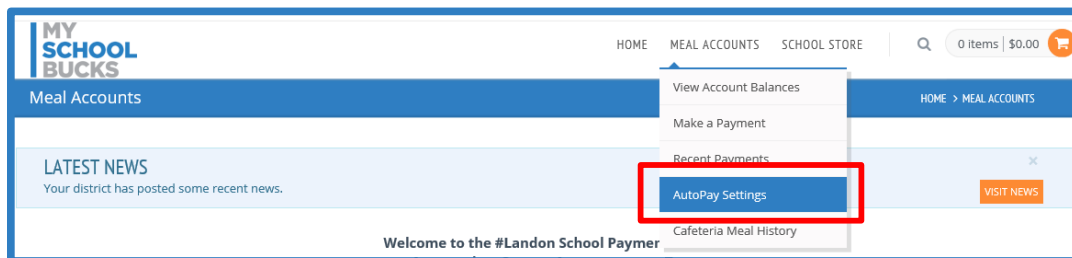 MY
SCHOOL
BUCKS
HOME MEAL ACCOUNTS SCHOOL STORE 0 items $0.00
Meal Accounts
HOME > MEAL ACCOUNTS
View Account Balances
Make a Payment
Recent Payments
AutoPay Settings
Cafeteria Meal History
LATEST NEWS
Your district has posted some recent news.
×
VISIT NEWS
Welcome to the #Landon School Paymen